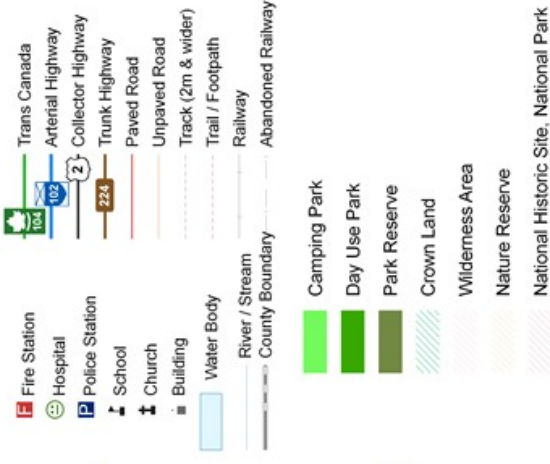 Fire Station
Hospital
Police Station
School
Church
Building
Water Body
River / Stream
County Boundary
104 Trans Canada
102 Arterial Highway
2 Collector Highway
224 Trunk Highway
Paved Road
Unpaved Road
Track (2m & wider)
Trail / Footpath
Railway
Abandoned Railway
Camping Park
Day Use Park
Park Reserve
Crown Land
Wilderness Area
Nature Reserve
National Historic Site, National Park
F
P